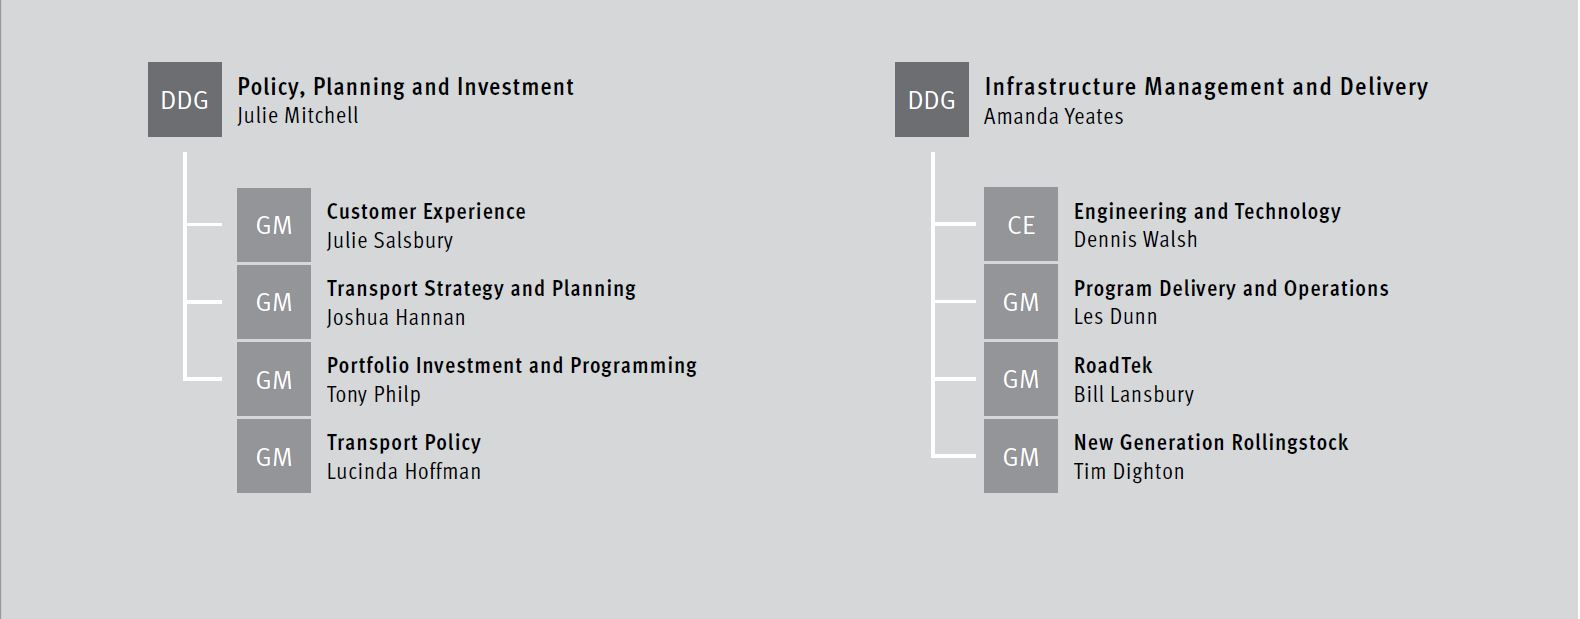 DDG
Policy, Planning and Investment
Julie Mitchell
GM
Customer Experience
Julie Salsbury
GM
Transport Strategy and Planning
Joshua Hannan
GM
Portfolio Investment and Programming
Tony Philp
GM
Transport Policy
Lucinda Hoffman
DDG
Infrastructure Management and Delivery
Amanda Yeates
CE
Engineering and Technology
Dennis Walsh
GM
Program Delivery and Operations
Les Dunn
GM
RoadTek
Bill Lansbury
GM
New Generation Rollingstock
Tim Dighton